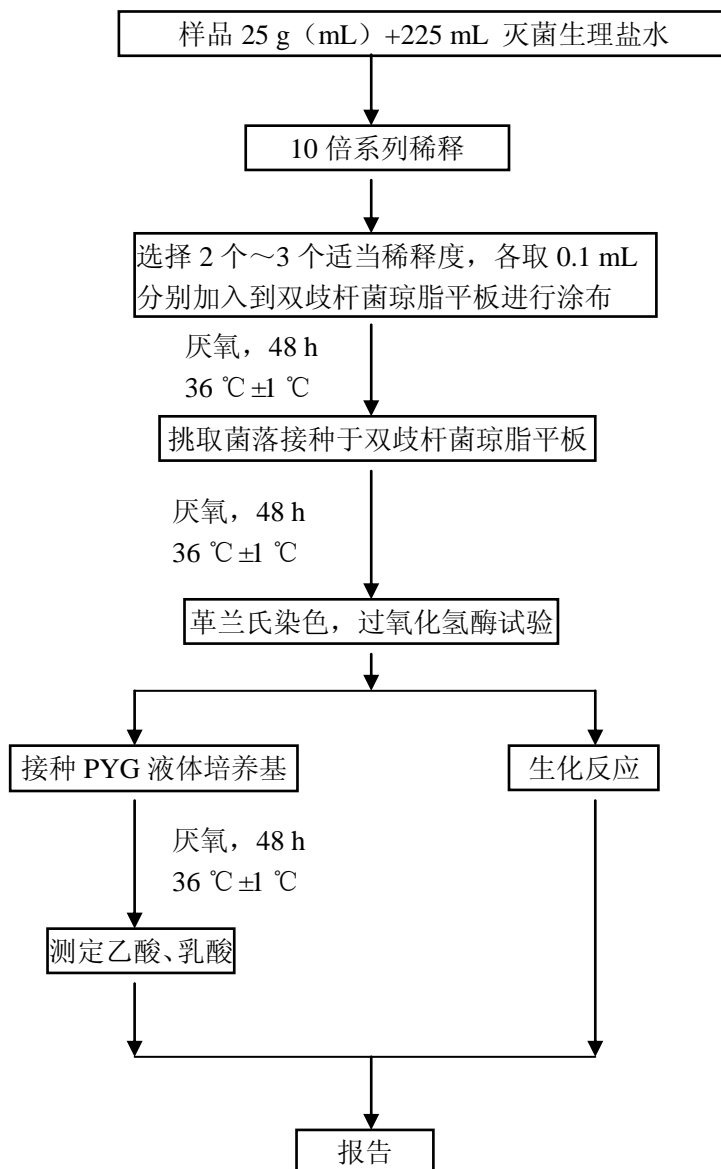 样品 25 g（mL）+225 mL 灭菌生理盐水
10 倍系列稀释
选择 2 个～3 个适当稀释度，各取 0.1 mL
分别加入到双歧杆菌琼脂平板进行涂布
厌氧，48 h
36 ℃±1 ℃
挑取菌落接种于双歧杆菌琼脂平板
厌氧，48 h
36 ℃±1 ℃
革兰氏染色，过氧化氢酶试验
接种 PYG 液体培养基
生化反应
厌氧，48 h
36 ℃±1 ℃
测定乙酸、乳酸
报告